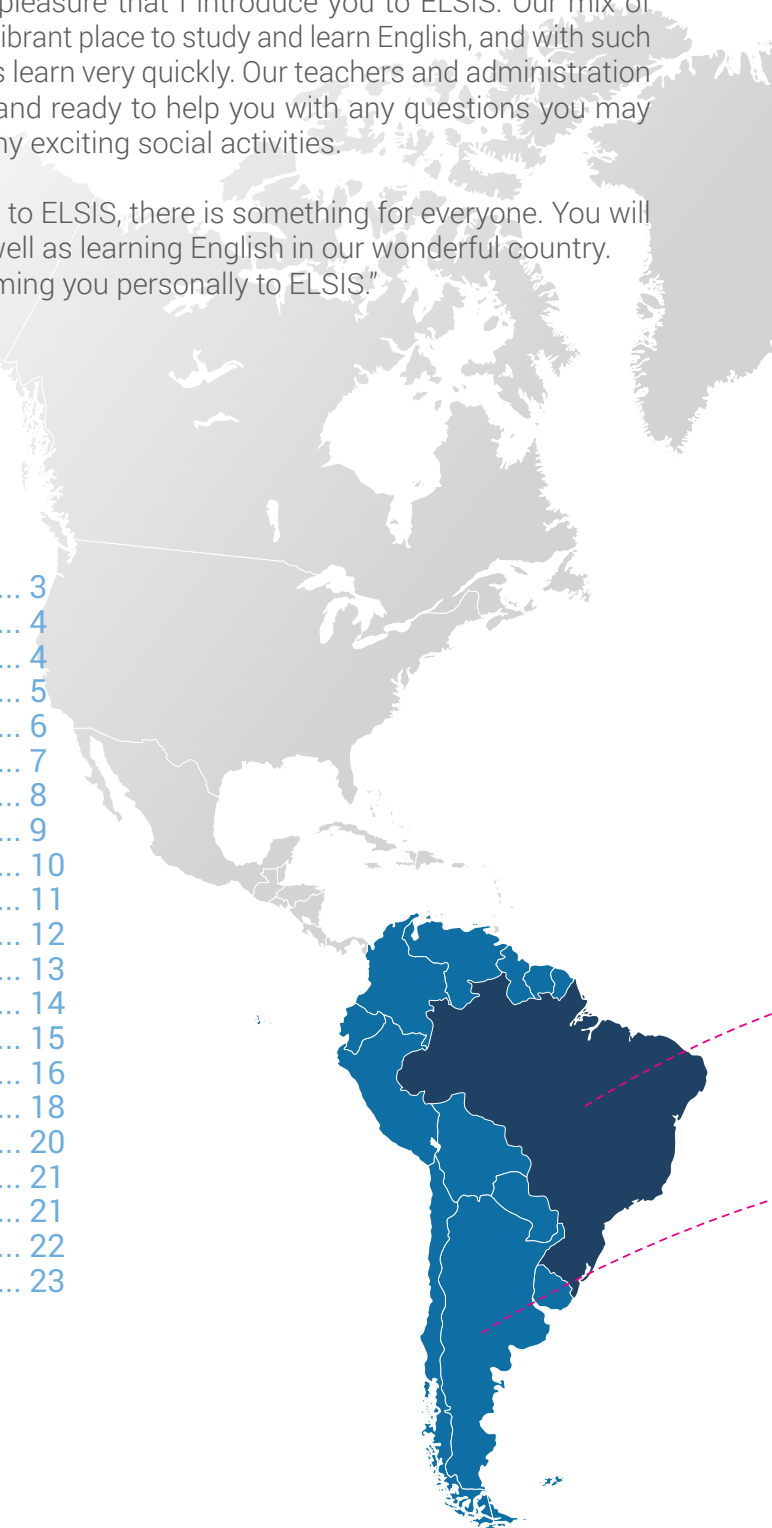 pleasure that I introduce you to ELSIS. Our mix of
ibrant place to study and learn English, and with such
s learn very quickly. Our teachers and administration
and ready to help you with any questions you may
ny exciting social activities.
to ELSIS, there is something for everyone. You will
well as learning English in our wonderful country.
ming you personally to ELSIS.”
... 3
... 4
... 4
... 5
... 6
... 7
... 8
... 9
... 10
... 11
... 12
... 13
... 14
... 15
... 16
... 18
... 20
... 21
... 21
... 22
... 23